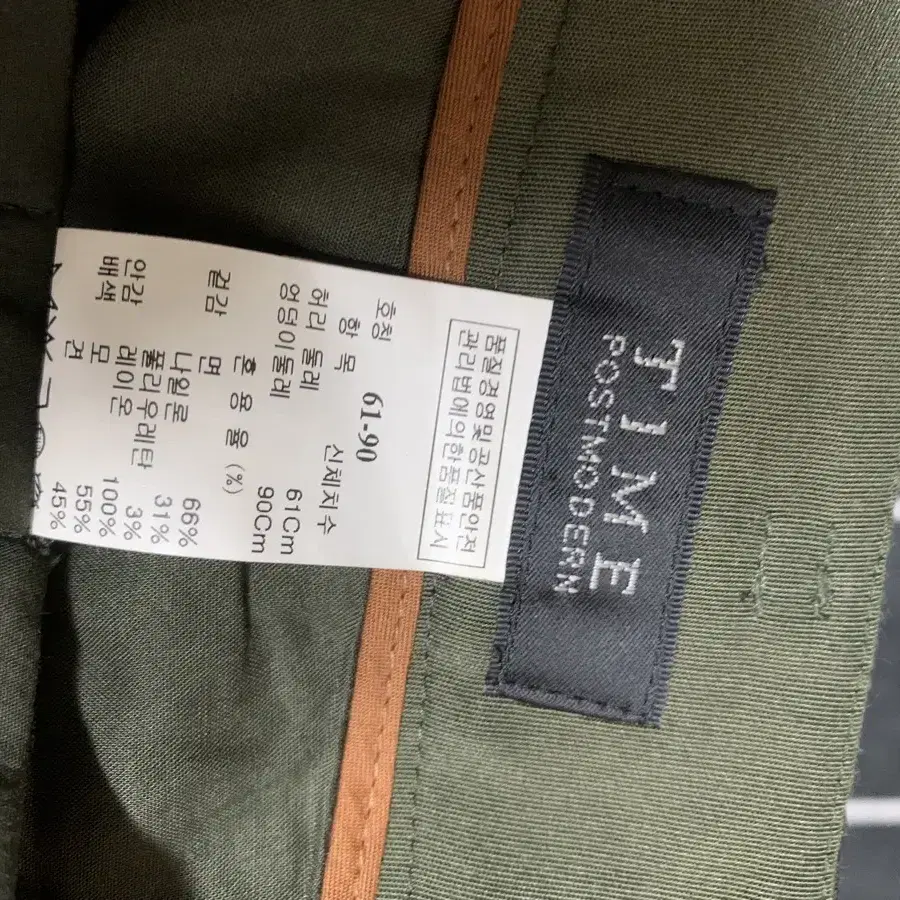 TIME
POSTMODERN
품질경영및공산품안전
관리법에의한품질표시
호칭 61-90
항 목 신체치수
허리 둘레 61Cm
엉덩이둘레 90Cm
혼 용 율 (%)
겉감 면 66%
나일론 31%
폴리우레탄 3%
안감 레이온 100%
배색 모 55%
견 45%